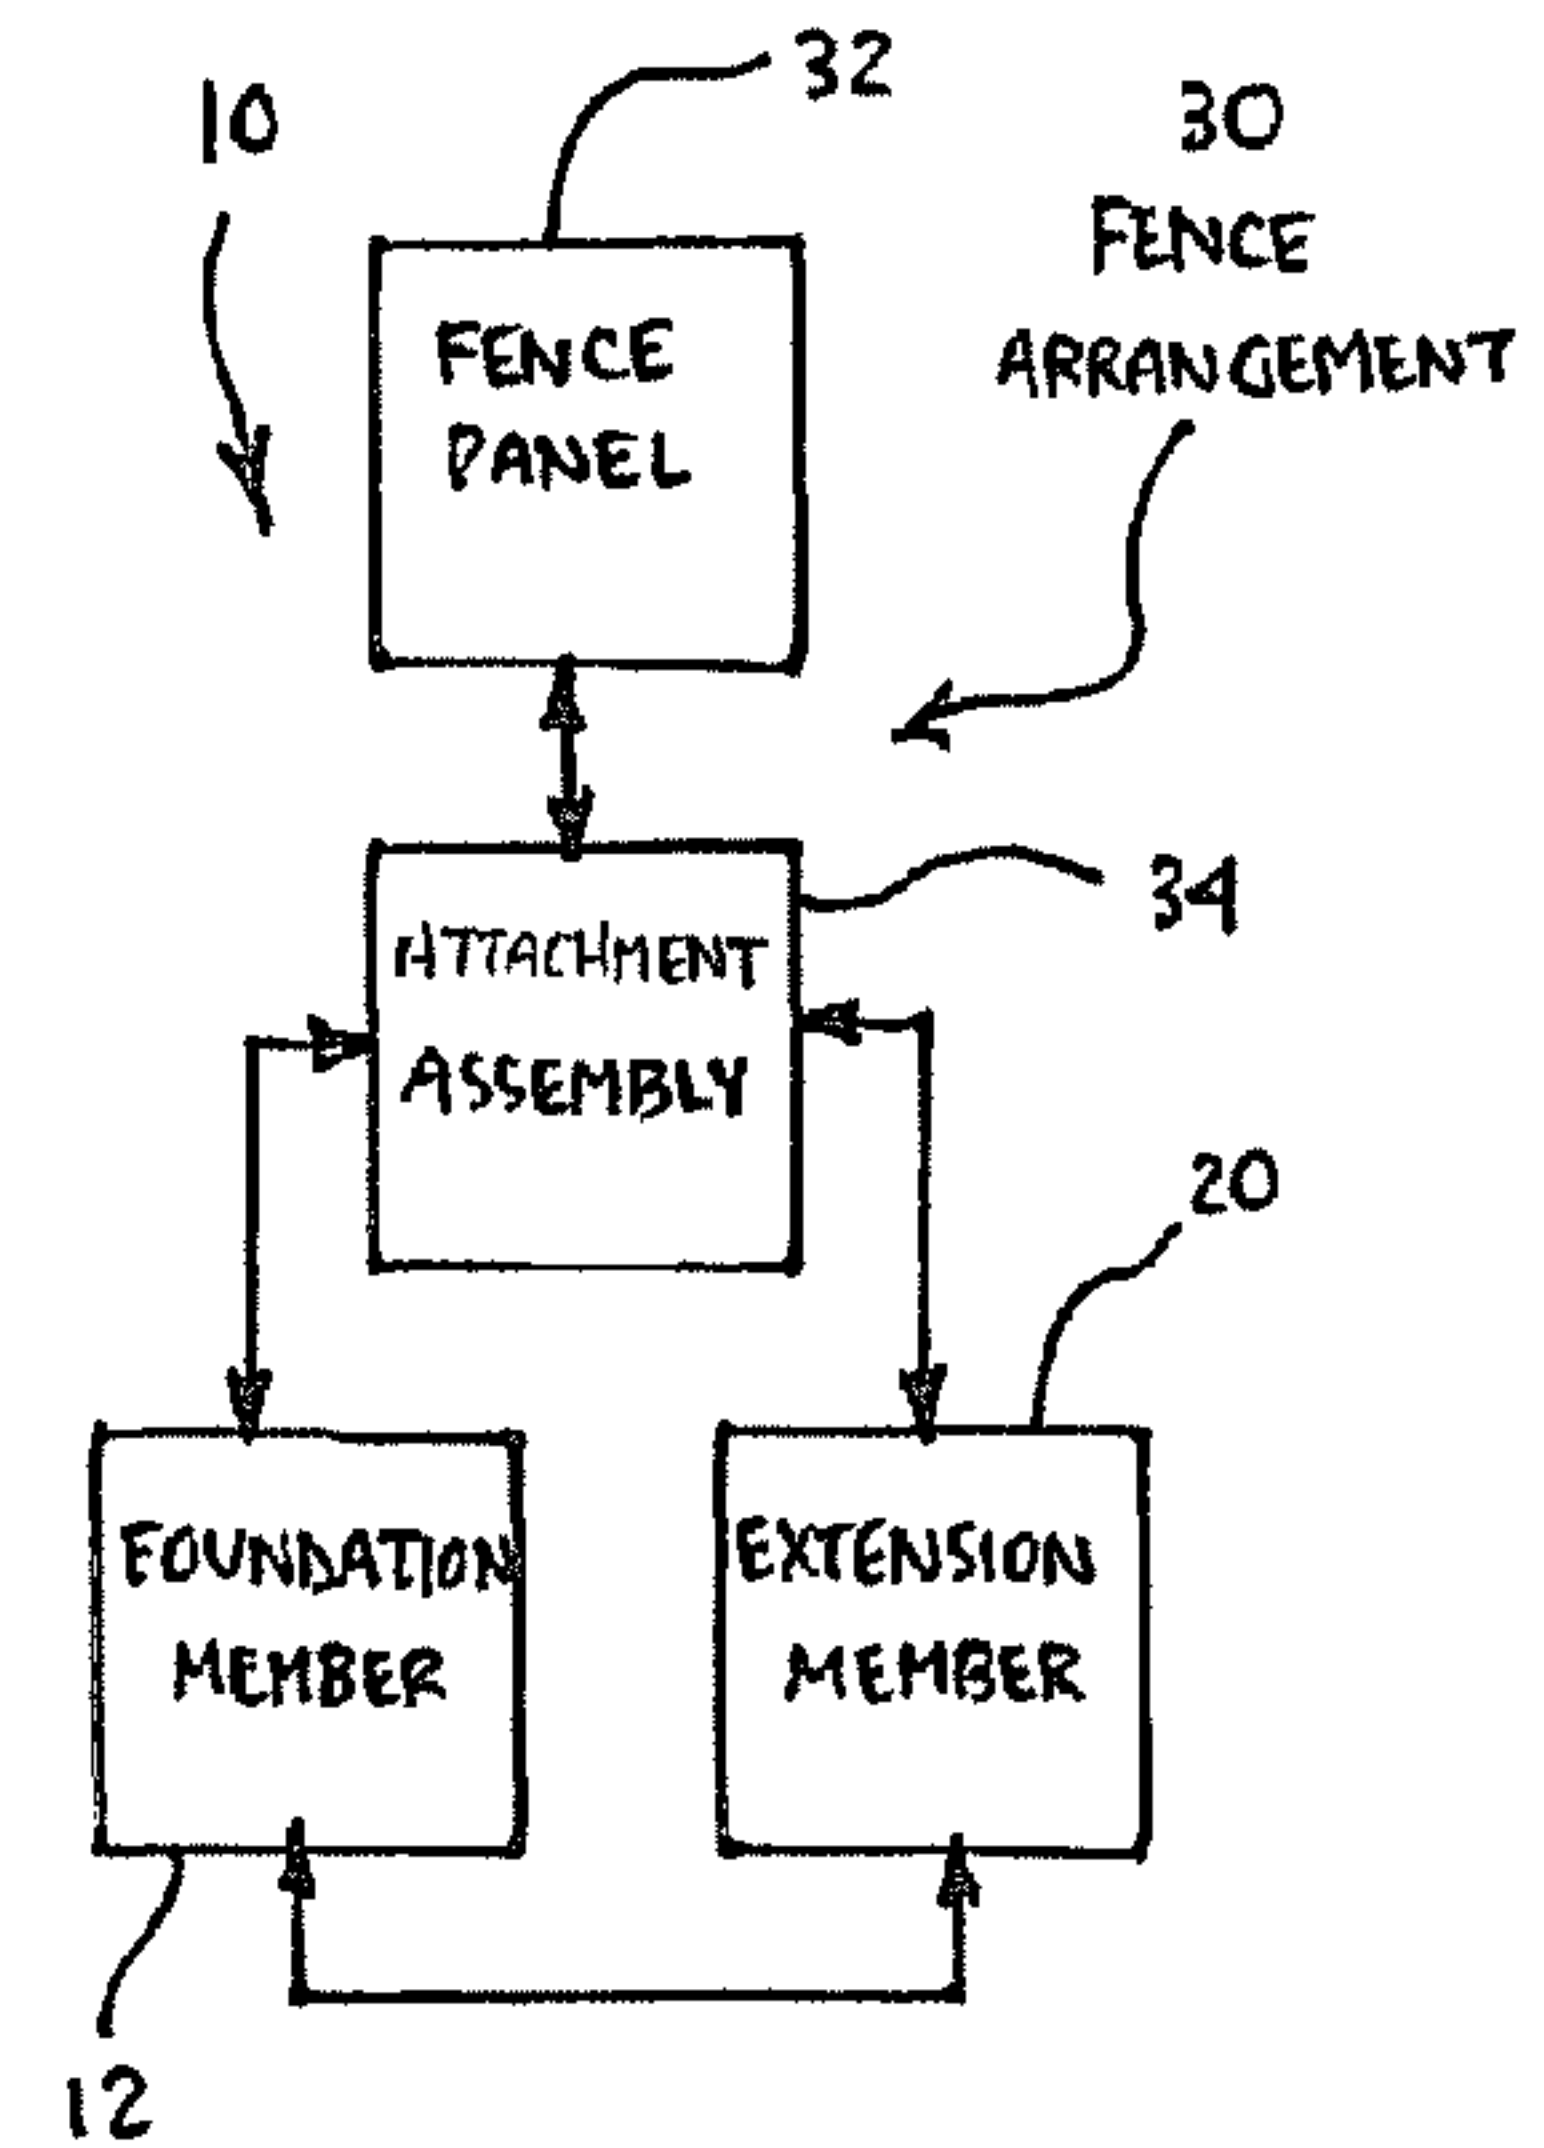 32
10
30
FENCE
ARRANGEMENT
FENCE
PANEL
34
ATTACHMENT
ASSEMBLY
20
FOUNDATION
MEMBER
EXTENSION
MEMBER
12